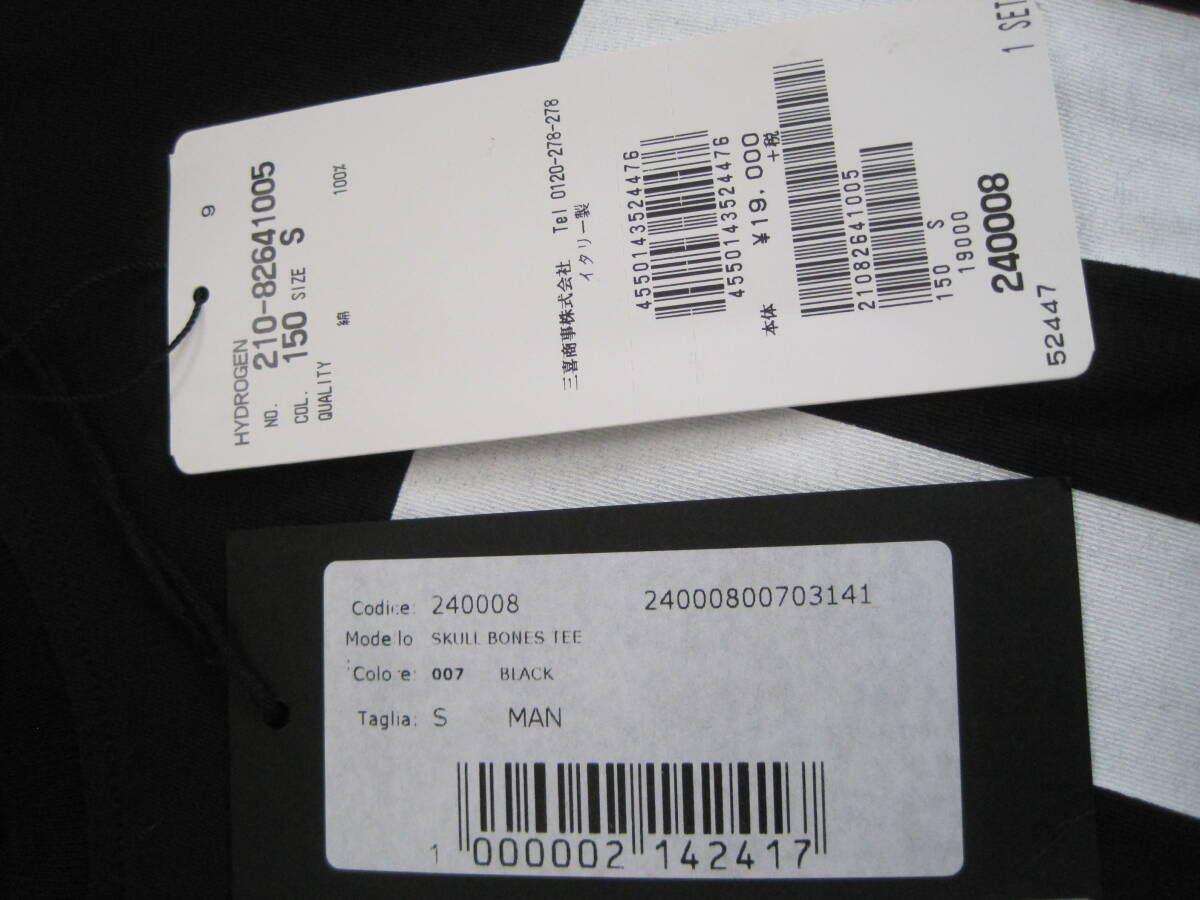 9
HYDROGEN
NO. 210-82641005
COL. 150 SIZE S
QUALITY
綿 100%
三喜商事株式会社 Tel 0120-278-278
イタリー製
4550143524476
4550143524476
本体 ¥19.000
+税
21082641005
150 S
19000
240008
52447
1 SET
Codice: 240008 24000800703141
Modello SKULL BONES TEE
:
Colore: 007 BLACK
Taglia: S MAN
1 000002 142417